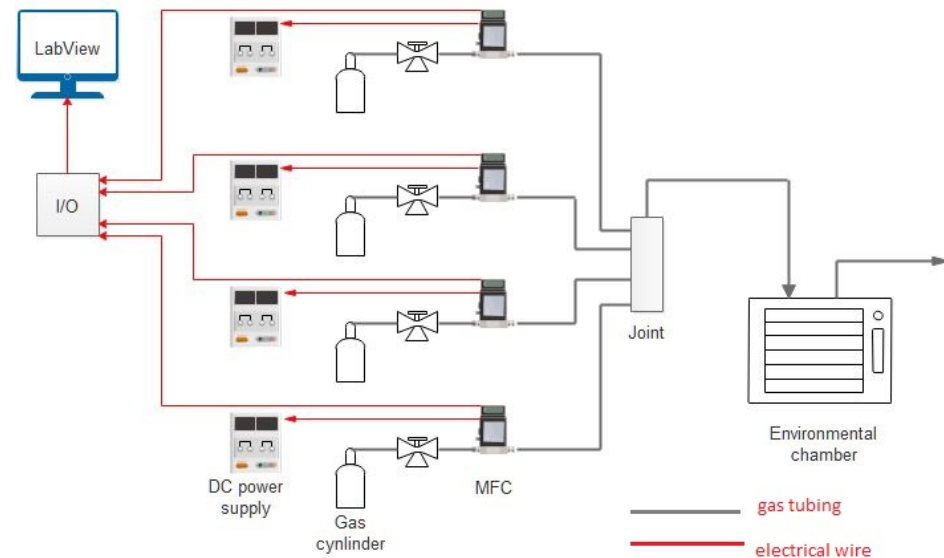 LabView
I/O
Joint
Environmental
chamber
DC power
supply
Gas
cynlinder
MFC
gas tubing
electrical wire